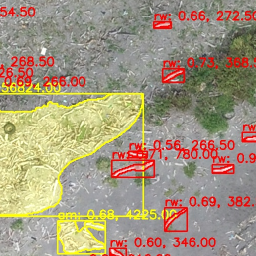 54.50
rw: 0.66, 272.50
, 268.50
rw: 0.73, 368.5
26.50
0.69, 266.00
56824.00
rw: 0.56, 266.50
rw: 0.71, 780.00
rw: 0.9
rw: 0.69, 382.
0.68, 4225.00
rw: 0.60, 346.00